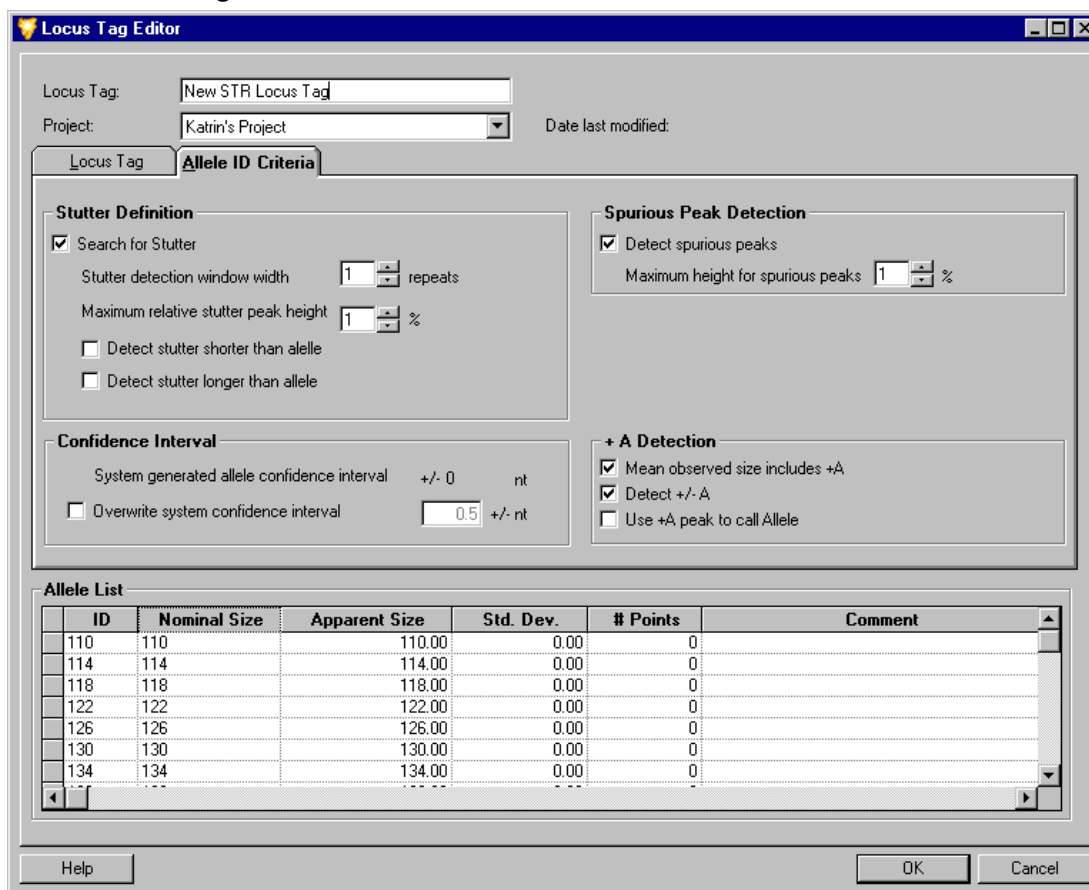 Locus Tag Editor
Locus Tag: New STR Locus Tag
Project: Katrin's Project Date last modified:
Locus Tag Allele ID Criteria
Stutter Definition
Search for Stutter
Stutter detection window width 1 repeats
Maximum relative stutter peak height 1 %
Detect stutter shorter than alelle
Detect stutter longer than allele
Spurious Peak Detection
Detect spurious peaks
Maximum height for spurious peaks 1 %
Confidence Interval
System generated allele confidence interval +/- 0 nt
Overwrite system confidence interval 0.5 +/- nt
+ A Detection
Mean observed size includes +A
Detect +/- A
Use +A peak to call Allele
Allele List
ID Nominal Size Apparent Size Std. Dev. # Points Comment
110 110 110.00 0.00 0
114 114 114.00 0.00 0
118 118 118.00 0.00 0
122 122 122.00 0.00 0
126 126 126.00 0.00 0
130 130 130.00 0.00 0
134 134 134.00 0.00 0
Help OK Cancel